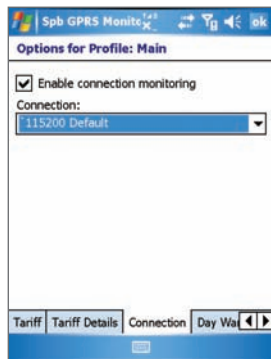 Spb GPRS Monito
ok
Options for Profile: Main
Enable connection monitoring
Connection:
`115200 Default
Tariff Tariff Details Connection Day Wa